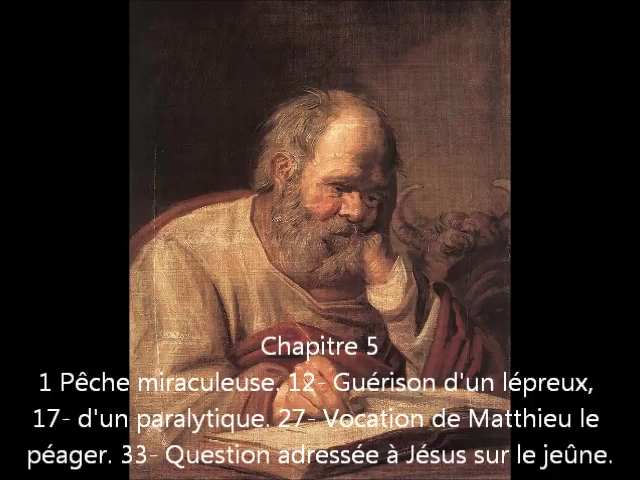 Chapitre 5
1 Pêche miraculeuse. 12- Guérison d'un lépreux,
17- d'un paralytique. 27- Vocation de Matthieu le
péager. 33- Question adressée à Jésus sur le jeûne.